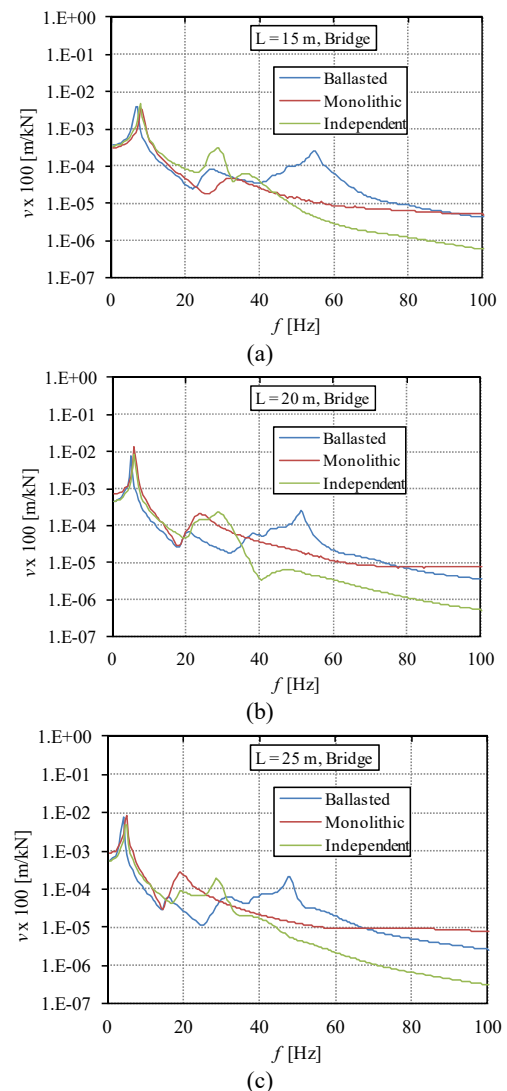 1.E+00
L = 15 m, Bridge
1.E-01
Ballasted
1.E-02
Monolithic
1.E-03
Independent
1.E-04
1.E-05
1.E-06
1.E-07
v x 100 [m/kN]
0 20 40 60 80 100
f [Hz]
(a)
1.E+00
L = 20 m, Bridge
1.E-01
Ballasted
1.E-02
Monolithic
1.E-03
Independent
1.E-04
1.E-05
1.E-06
1.E-07
v x 100 [m/kN]
0 20 40 60 80 100
f [Hz]
(b)
1.E+00
L = 25 m, Bridge
1.E-01
Ballasted
1.E-02
Monolithic
1.E-03
Independent
1.E-04
1.E-05
1.E-06
1.E-07
v x 100 [m/kN]
0 20 40 60 80 100
f [Hz]
(c)